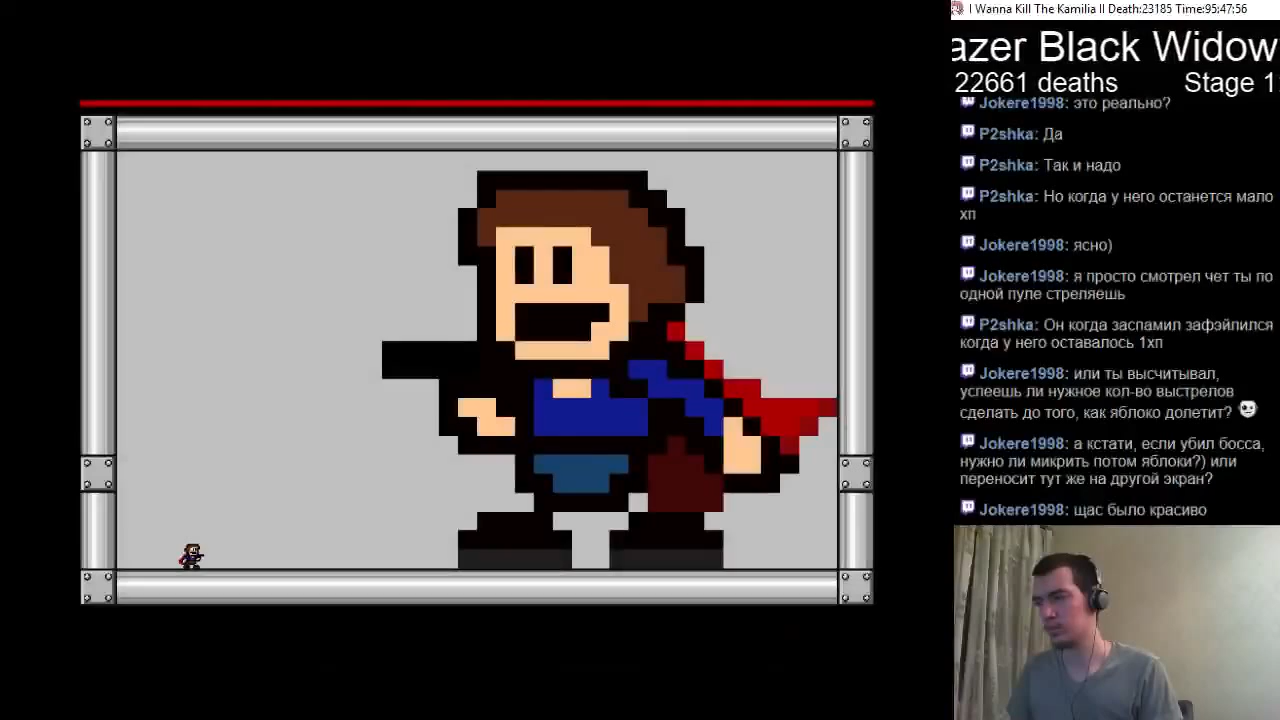 I Wanna Kill The Kamilia II Death:23185 Time:95:47:56
azer Black Widow
22661 deaths Stage 1
Jokere1998: это реально?
P2shka: Да
P2shka: Так и надо
P2shka: Но когда у него останется мало
хп
Jokere1998: ясно)
Jokere1998: я просто смотрел чет ты по
одной пуле стреляешь
P2shka: Он когда заспамил зафэйлился
когда у него оставалось 1хп
Jokere1998: или ты высчитывал,
успеешь ли нужное кол-во выстрелов
сделать до того, как яблоко долетит?
Jokere1998: а кстати, если убил босса,
нужно ли микрить потом яблоки?) или
переносит тут же на другой экран?
Jokere1998: щас было красиво